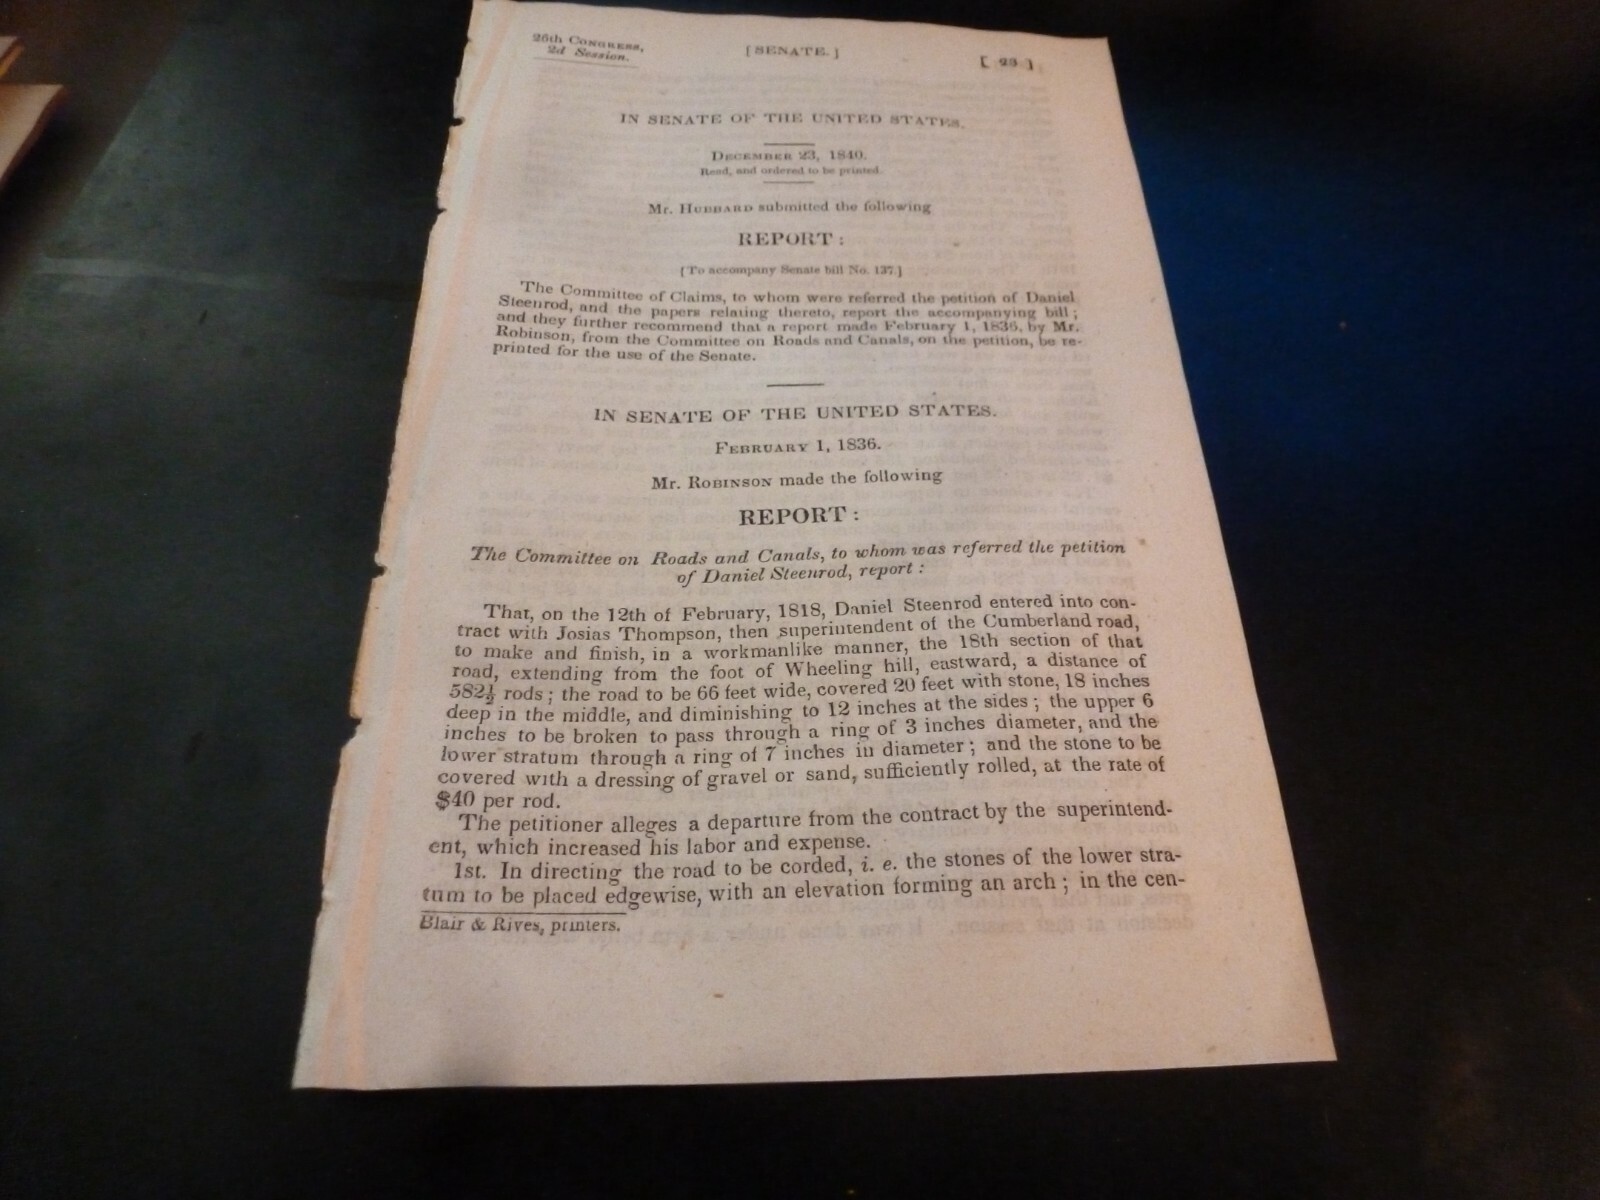 26th Congress,
2d Session.
[ SENATE. ]
[ 23 ]
IN SENATE OF THE UNITED STATES.
December 23, 1840.
Read, and ordered to be printed.
Mr. Hubbard submitted the following
REPORT:
[To accompany Senate bill No. 137.]
The Committee of Claims, to whom were referred the petition of Daniel
Steenrod, and the papers relating thereto, report the accompanying bill;
and they further recommend that a report made February 1, 1836, by Mr.
Robinson, from the Committee on Roads and Canals, on the petition, be re-
printed for the use of the Senate.
IN SENATE OF THE UNITED STATES.
February 1, 1836.
Mr. Robinson made the following
REPORT:
The Committee on Roads and Canals, to whom was referred the petition
of Daniel Steenrod, report:
That, on the 12th of February, 1818, Daniel Steenrod entered into con-
tract with Josias Thompson, then superintendent of the Cumberland road,
to make and finish, in a workmanlike manner, the 18th section of that
road, extending from the foot of Wheeling hill, eastward, a distance of
582½ rods; the road to be 66 feet wide, covered 20 feet with stone, 18 inches
deep in the middle, and diminishing to 12 inches at the sides; the upper 6
inches to be broken to pass through a ring of 3 inches diameter, and the
lower stratum through a ring of 7 inches in diameter; and the stone to be
covered with a dressing of gravel or sand, sufficiently rolled, at the rate of
$40 per rod.
The petitioner alleges a departure from the contract by the superintend-
ent, which increased his labor and expense.
1st. In directing the road to be corded, i. e. the stones of the lower stra-
tum to be placed edgewise, with an elevation forming an arch; in the cen-
Blair & Rives, printers.